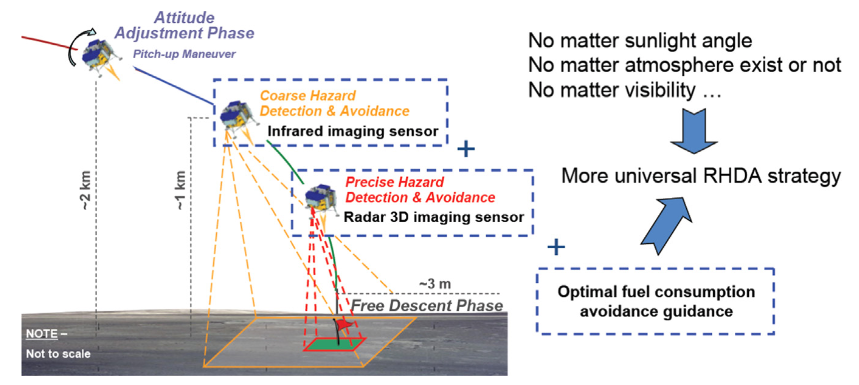 Attitude
Adjustment Phase
Pitch-up Maneuver
Coarse Hazard
Detection & Avoidance
Infrared imaging sensor
+
Precise Hazard
Detection & Avoidance
Radar 3D imaging sensor
+
~2 km
~1 km
~3 m
Free Descent Phase
NOTE –
Not to scale
No matter sunlight angle
No matter atmosphere exist or not
No matter visibility …
More universal RHDA strategy
Optimal fuel consumption
avoidance guidance